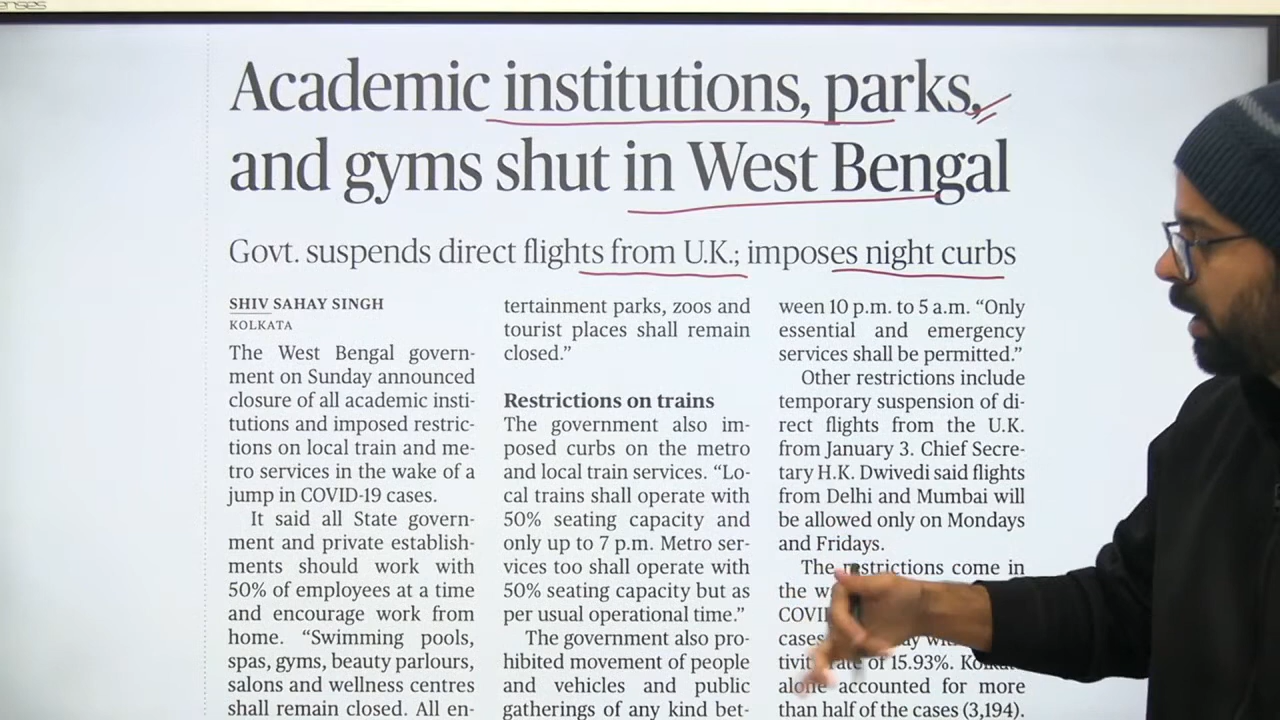 Academic institutions, parks,
and gyms shut in West Bengal
Govt. suspends direct flights from U.K.; imposes night curbs
SHIV SAHAY SINGH
KOLKATA
The West Bengal govern-
ment on Sunday announced
closure of all academic insti-
tutions and imposed restric-
tions on local train and me-
tro services in the wake of a
jump in COVID-19 cases.
It said all State govern-
ment and private establish-
ments should work with
50% of employees at a time
and encourage work from
home. “Swimming pools,
spas, gyms, beauty parlours,
salons and wellness centres
shall remain closed. All en-
tertainment parks, zoos and
tourist places shall remain
closed.”
Restrictions on trains
The government also im-
posed curbs on the metro
and local train services. “Lo-
cal trains shall operate with
50% seating capacity and
only up to 7 p.m. Metro ser-
vices too shall operate with
50% seating capacity but as
per usual operational time.”
The government also pro-
hibited movement of people
and vehicles and public
gatherings of any kind bet-
ween 10 p.m. to 5 a.m. “Only
essential and emergency
services shall be permitted.”
Other restrictions include
temporary suspension of di-
rect flights from the U.K.
from January 3. Chief Secre-
tary H.K. Dwivedi said flights
from Delhi and Mumbai will
be allowed only on Mondays
and Fridays.
The restrictions come in
the
cases
rate of 15.93%.
alone accounted for more
than half of the cases (3,194).